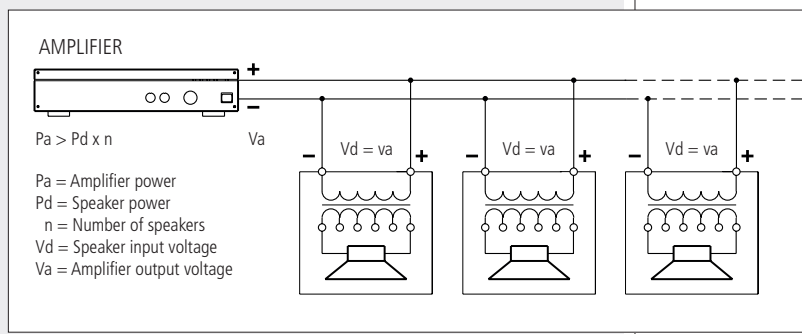 AMPLIFIER
+
−
Pa > Pd x n
Va
Pa = Amplifier power
Pd = Speaker power
n = Number of speakers
Vd = Speaker input voltage
Va = Amplifier output voltage
− Vd = va +
− Vd = va +
− Vd = va +